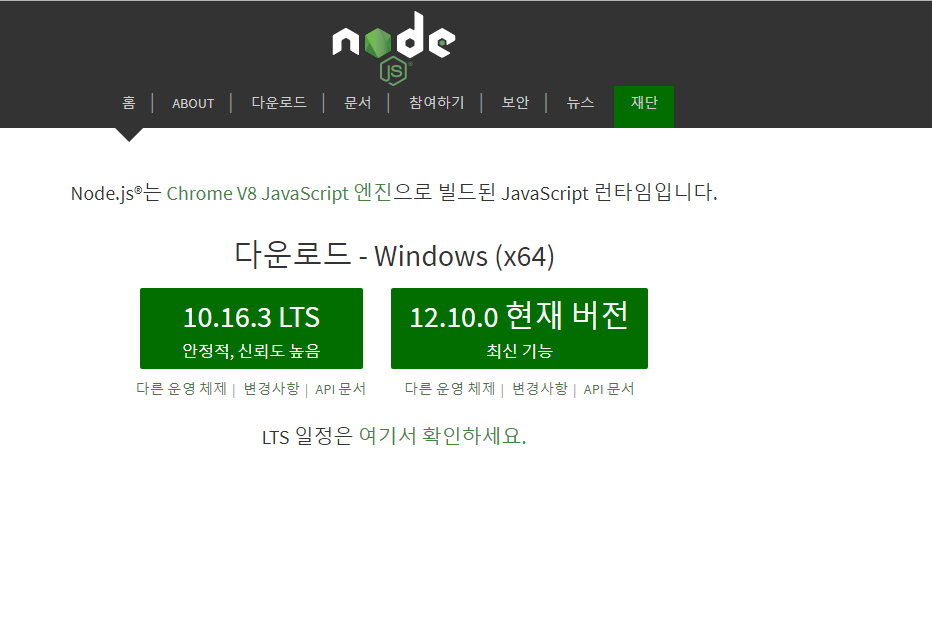 node
JS
홈 | ABOUT | 다운로드 | 문서 | 참여하기 | 보안 | 뉴스 | 재단
Node.js®는 Chrome V8 JavaScript 엔진으로 빌드된 JavaScript 런타임입니다.
다운로드 - Windows (x64)
10.16.3 LTS
안정적, 신뢰도 높음
다른 운영 체제 | 변경사항 | API 문서
12.10.0 현재 버전
최신 기능
다른 운영 체제 | 변경사항 | API 문서
LTS 일정은 여기서 확인하세요.